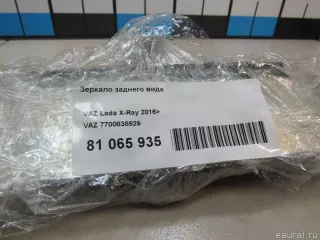 Зеркало заднего вида
VAZ Lada X-Ray 2016>
VAZ 7700838529
81 065 935
eaural.ru